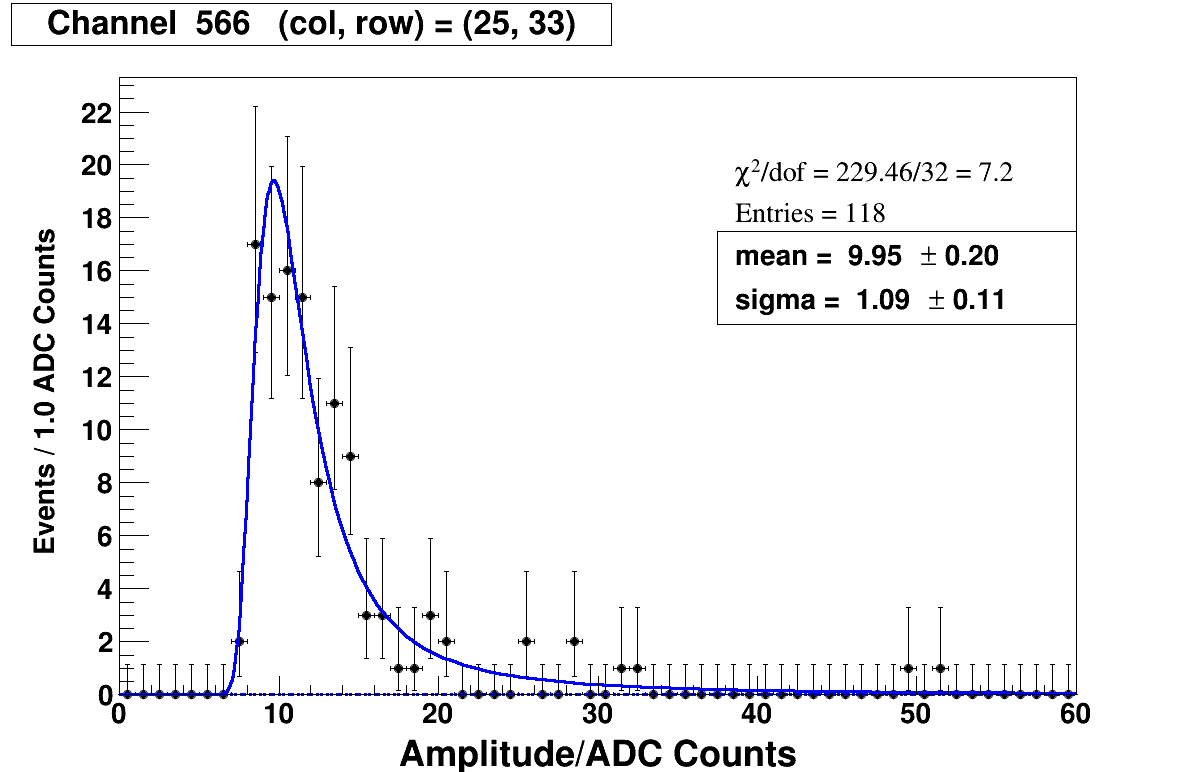 Channel 566 (col, row) = (25, 33)
22
20
18
16
14
12
10
8
6
4
2
0
Events / 1.0 ADC Counts
χ²/dof = 229.46/32 = 7.2
Entries = 118
mean = 9.95 ± 0.20
sigma = 1.09 ± 0.11
0 10 20 30 40 50 60
Amplitude/ADC Counts